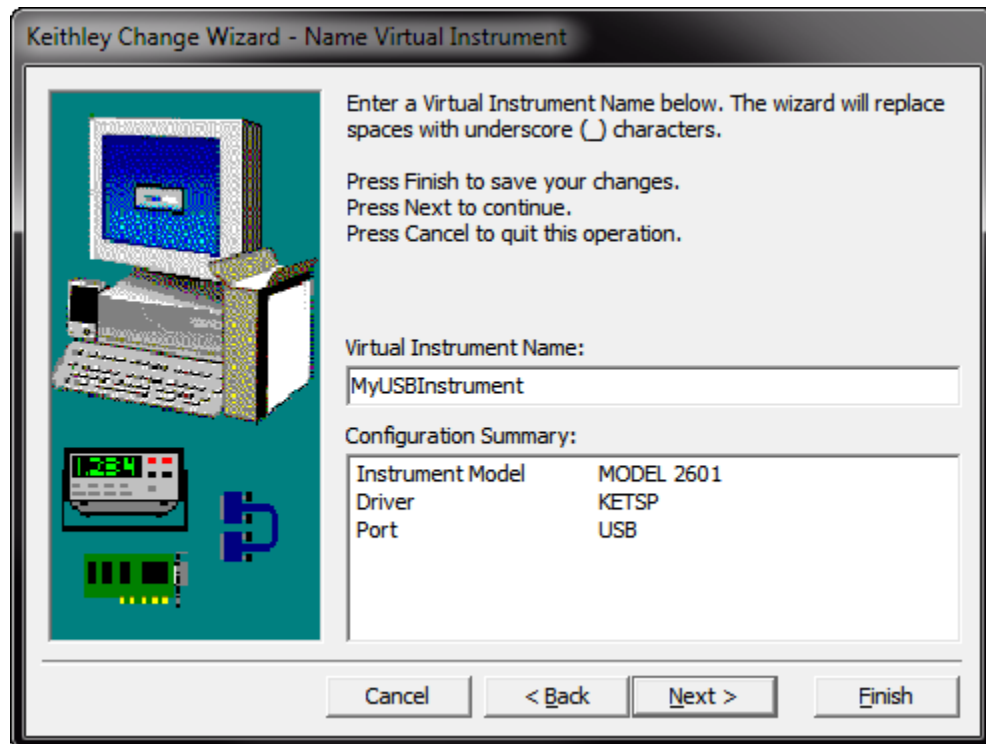 Keithley Change Wizard - Name Virtual Instrument
Enter a Virtual Instrument Name below. The wizard will replace
spaces with underscore (_) characters.
Press Finish to save your changes.
Press Next to continue.
Press Cancel to quit this operation.
Virtual Instrument Name:
MyUSBInstrument
Configuration Summary:
Instrument Model MODEL 2601
Driver KETSP
Port USB
1.234
Cancel < Back Next > Finish